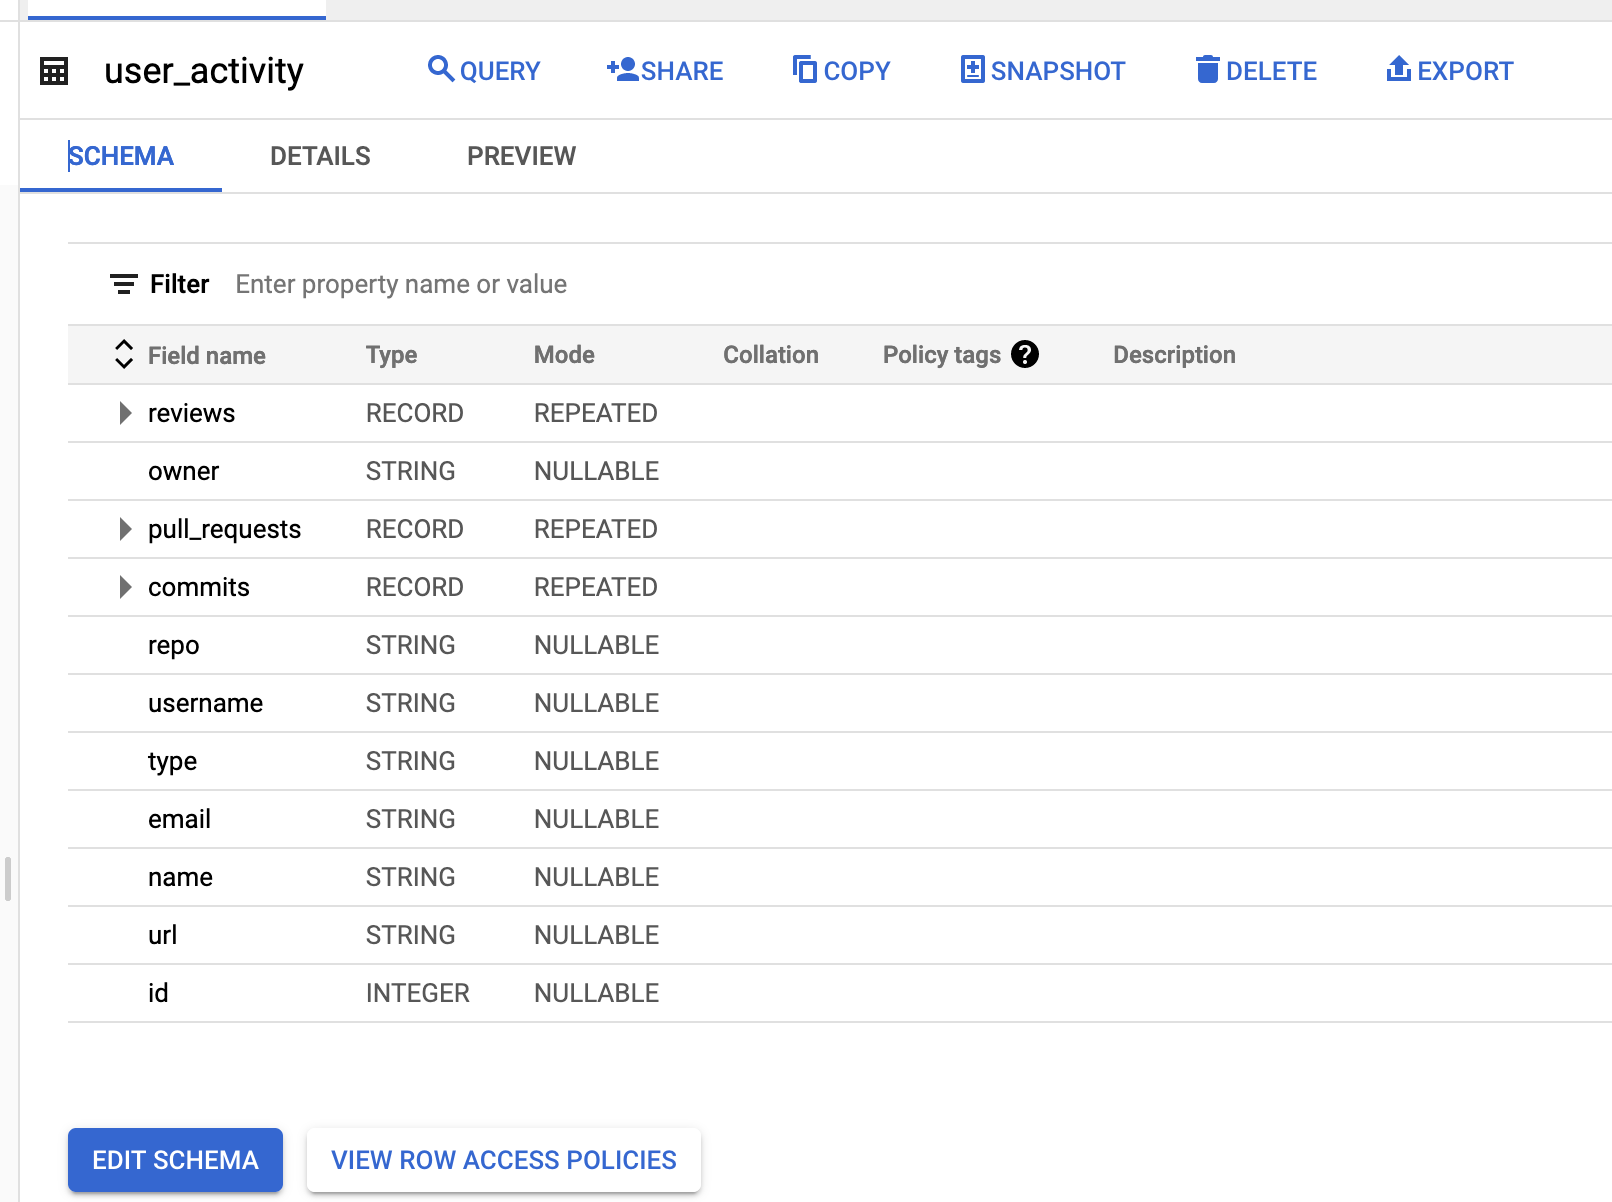 user_activity QUERY SHARE COPY SNAPSHOT DELETE EXPORT
SCHEMA DETAILS PREVIEW
Filter Enter property name or value
Field name Type Mode Collation Policy tags ? Description
reviews RECORD REPEATED
owner STRING NULLABLE
pull_requests RECORD REPEATED
commits RECORD REPEATED
repo STRING NULLABLE
username STRING NULLABLE
type STRING NULLABLE
email STRING NULLABLE
name STRING NULLABLE
url STRING NULLABLE
id INTEGER NULLABLE
EDIT SCHEMA VIEW ROW ACCESS POLICIES